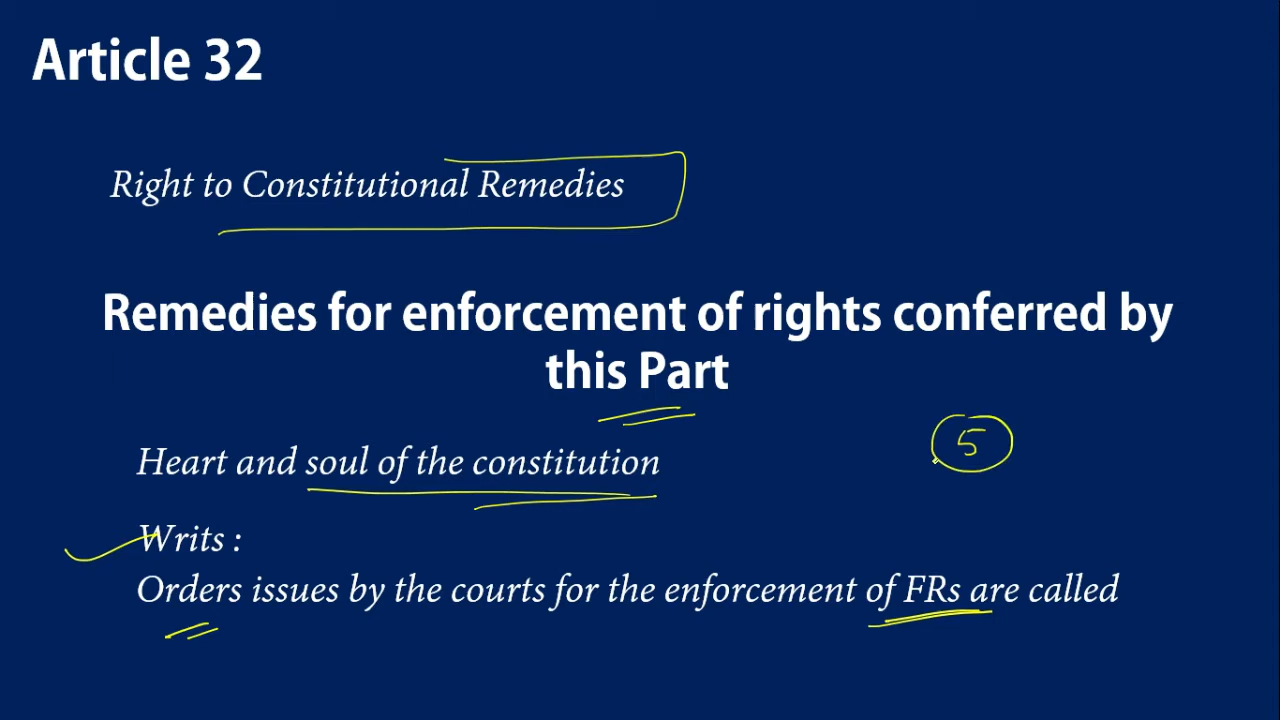 Article 32
Right to Constitutional Remedies
Remedies for enforcement of rights conferred by
this Part
Heart and soul of the constitution
5
Writs :
Orders issues by the courts for the enforcement of FRs are called